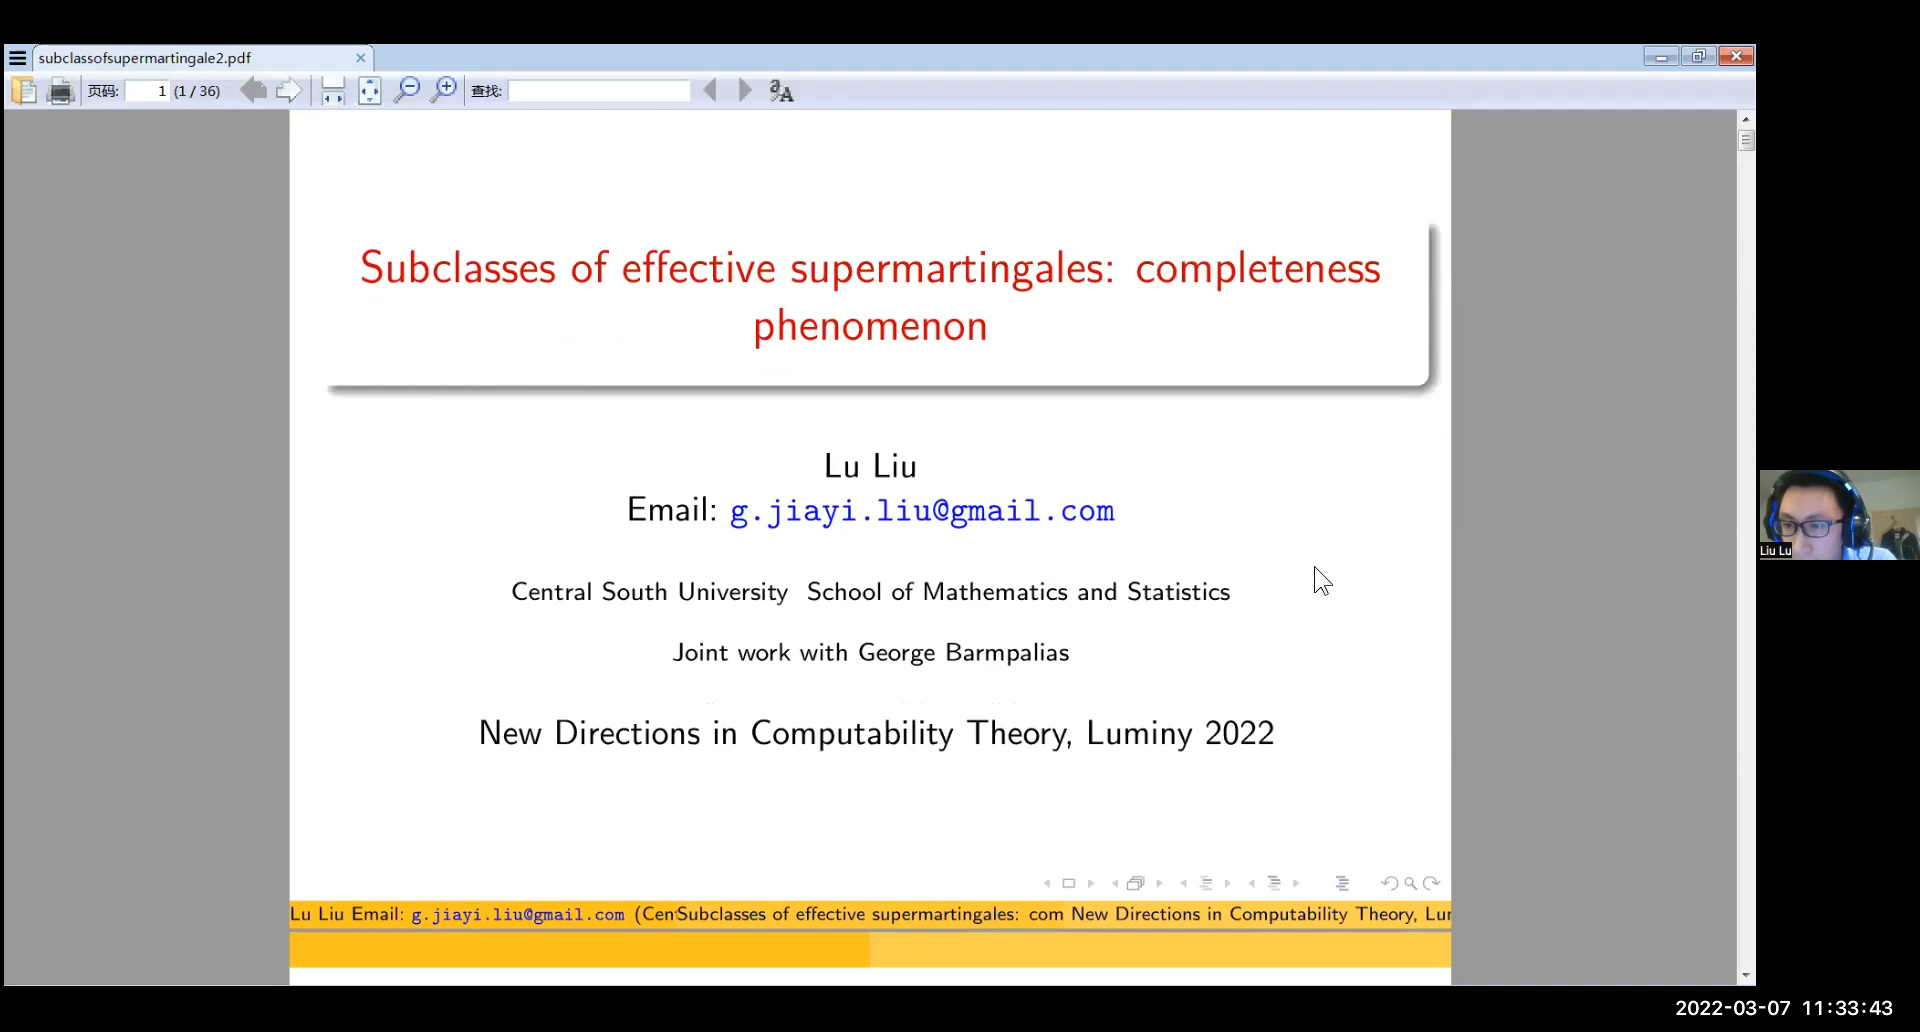 subclassofsupermartingale2.pdf
页码: 1 (1 / 36) 查找:
Subclasses of effective supermartingales: completeness
phenomenon
Lu Liu
Email: g.jiayi.liu@gmail.com
Central South University School of Mathematics and Statistics
Joint work with George Barmpalias
New Directions in Computability Theory, Luminy 2022
Lu Liu Email: g.jiayi.liu@gmail.com (Cen Subclasses of effective supermartingales: com New Directions in Computability Theory, Lu
Liu Lu
2022-03-07 11:33:43